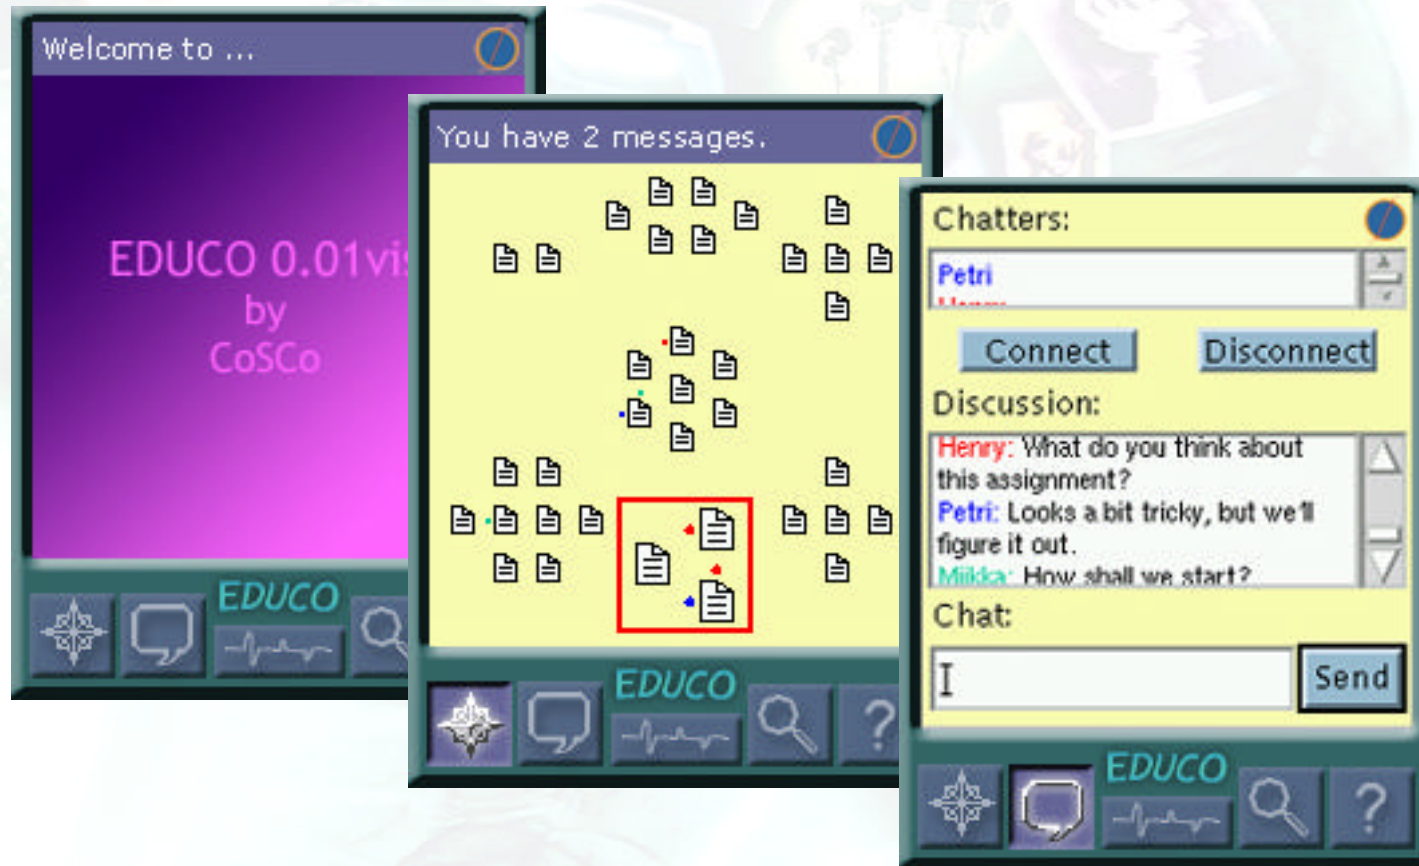 Welcome to ...
EDUCO 0.01vis
by
CoSCo
EDUCO
You have 2 messages.
EDUCO
?
Chatters:
Petri
Henry
Connect
Disconnect
Discussion:
Henry: What do you think about
this assignment?
Petri: Looks a bit tricky, but we'll
figure it out.
Miikka: How shall we start?
Chat:
Send
EDUCO
?